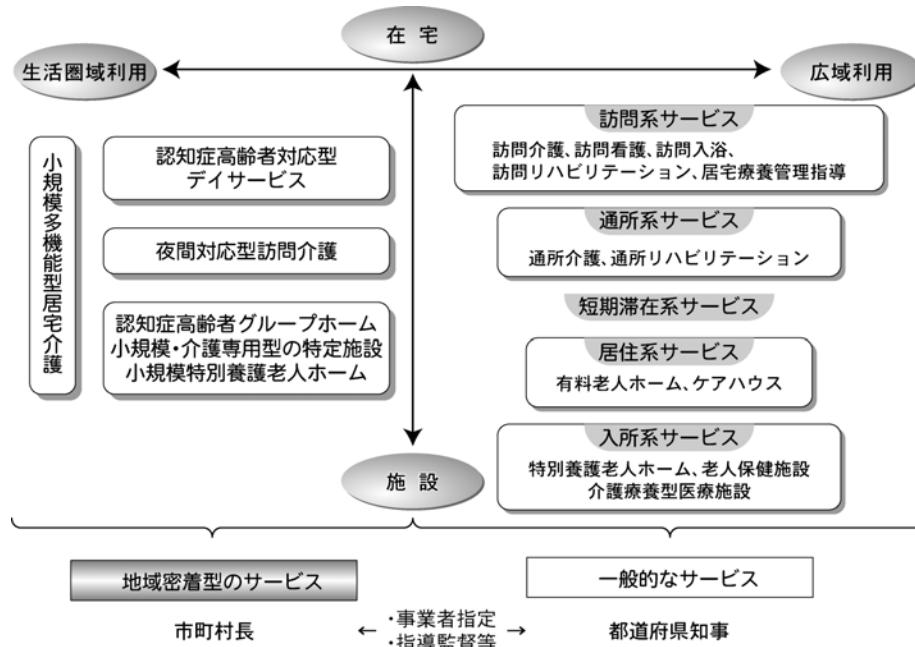 在宅
生活圏域利用
広域利用
小規模多機能型居宅介護
認知症高齢者対応型
デイサービス
夜間対応型訪問介護
認知症高齢者グループホーム
小規模・介護専用型の特定施設
小規模特別養護老人ホーム
訪問系サービス
訪問介護、訪問看護、訪問入浴、
訪問リハビリテーション、居宅療養管理指導
通所系サービス
通所介護、通所リハビリテーション
短期滞在系サービス
居住系サービス
有料老人ホーム、ケアハウス
入所系サービス
特別養護老人ホーム、老人保健施設
介護療養型医療施設
施設
地域密着型のサービス
一般的なサービス
市町村長
← ・事業者指定
・指導監督等 →
都道府県知事